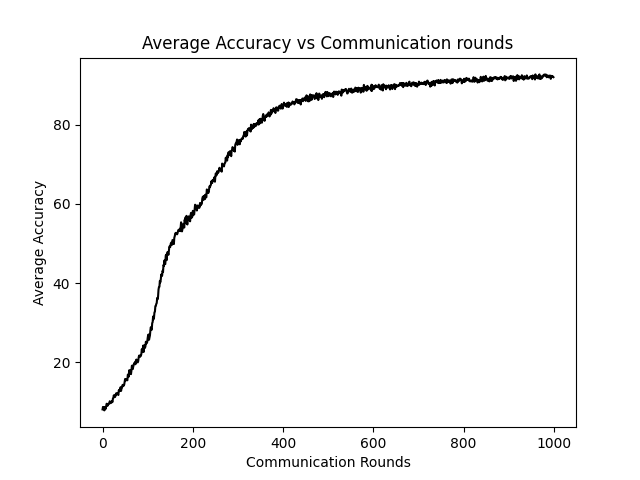 Average Accuracy vs Communication rounds
Average Accuracy
80
60
40
20
0 200 400 600 800 1000
Communication Rounds